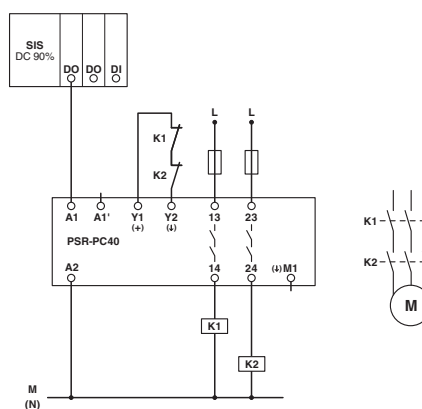 SIS
DC 90%
DO DO DI
L L
K1
K2
A1 A1' Y1 Y2 13 23
(+) (↓)
PSR-PC40
A2 14 24 (↓) M1
K1
K2
M
(N)
K1
K2
M